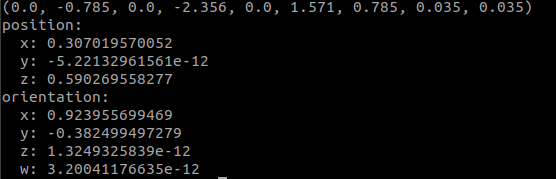 (0.0, -0.785, 0.0, -2.356, 0.0, 1.571, 0.785, 0.035, 0.035)
position:
  x: 0.307019570052
  y: -5.22132961561e-12
  z: 0.590269558277
orientation:
  x: 0.923955699469
  y: -0.382499497279
  z: 1.3249325839e-12
  w: 3.20041176635e-12